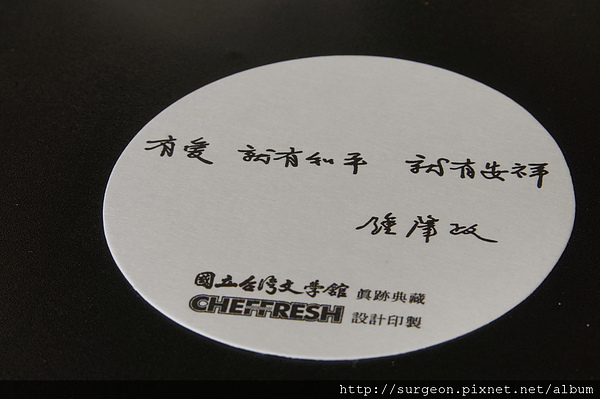 有愛 就有和平 就有安祥
鍾肇政
國立台灣文學館 眞跡典藏
CHEFFRESH 設計印製
http://surgeon.pixnet.net/album